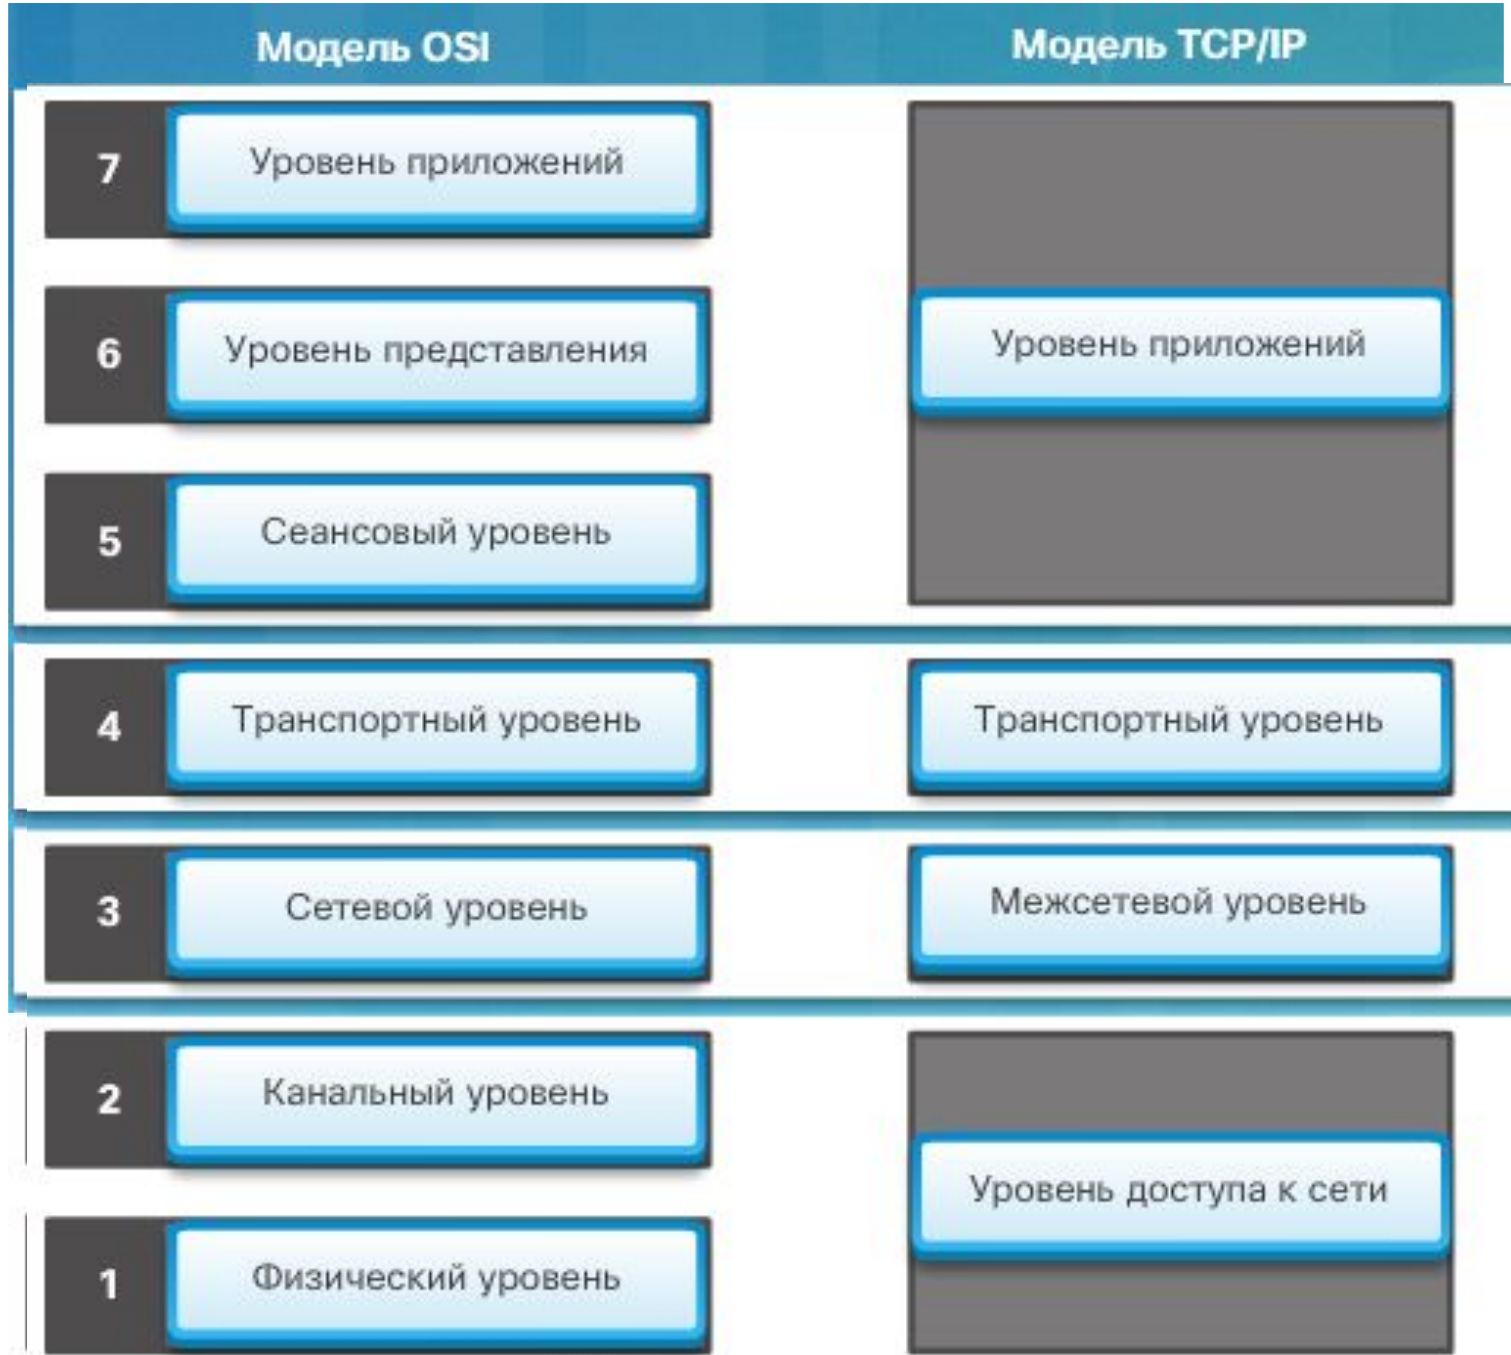 Модель OSI
Модель TCP/IP
7
Уровень приложений
6
Уровень представления
Уровень приложений
5
Сеансовый уровень
4
Транспортный уровень
Транспортный уровень
3
Сетевой уровень
Межсетевой уровень
2
Канальный уровень
Уровень доступа к сети
1
Физический уровень